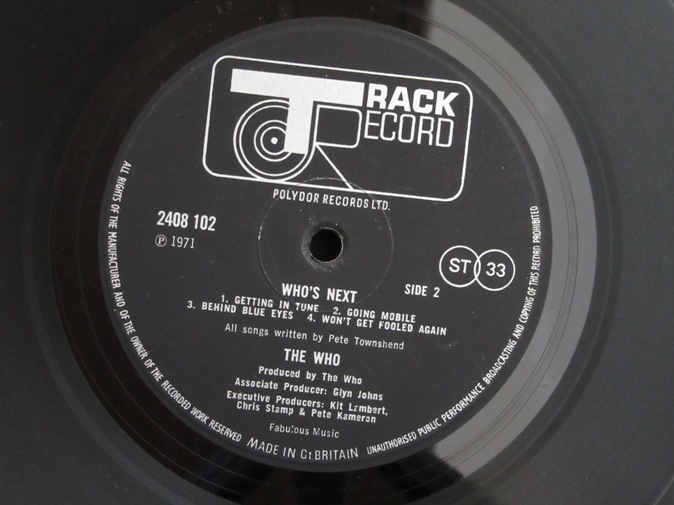 TRACK
RECORD
POLYDOR RECORDS LTD.
2408 102
℗ 1971
ST 33
WHO'S NEXT
SIDE 2
1. GETTING IN TUNE 2. GOING MOBILE
3. BEHIND BLUE EYES 4. WON'T GET FOOLED AGAIN
All songs written by Pete Townshend
THE WHO
Produced by The Who
Associate Producer: Glyn Johns
Executive Producers: Kit Lambert,
Chris Stamp & Pete Kameron
Fabulous Music
ALL RIGHTS OF THE MANUFACTURER AND OF THE OWNER OF THE RECORDED WORK RESERVED
MADE IN Gt BRITAIN
UNAUTHORISED PUBLIC PERFORMANCE BROADCASTING AND COPYING OF THIS RECORD PROHIBITED